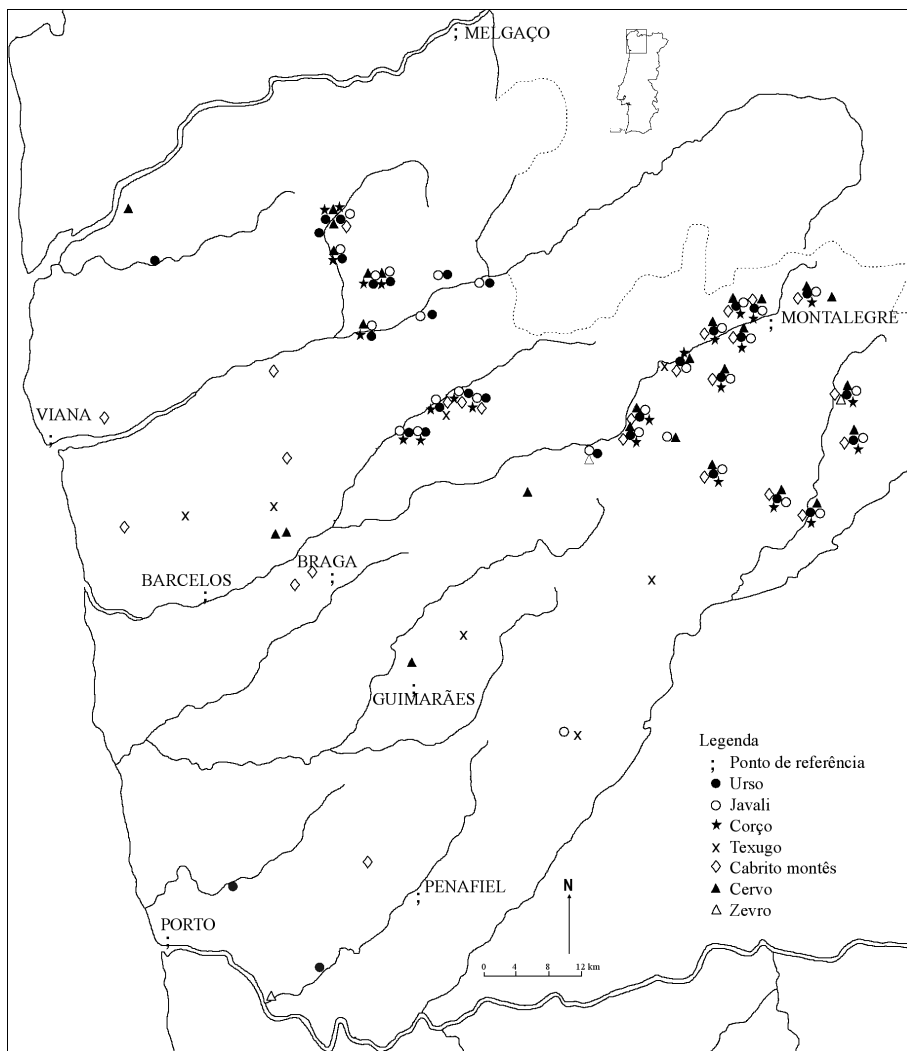 MELGAÇO
MONTALEGRE
VIANA
BRAGA
BARCELOS
GUIMARÃES
Legenda
; Ponto de referência
Urso
Javali
Corço
x Texugo
Cabrito montês
Cervo
Zevro
N
PENAFIEL
PORTO
0 4 8 12 km